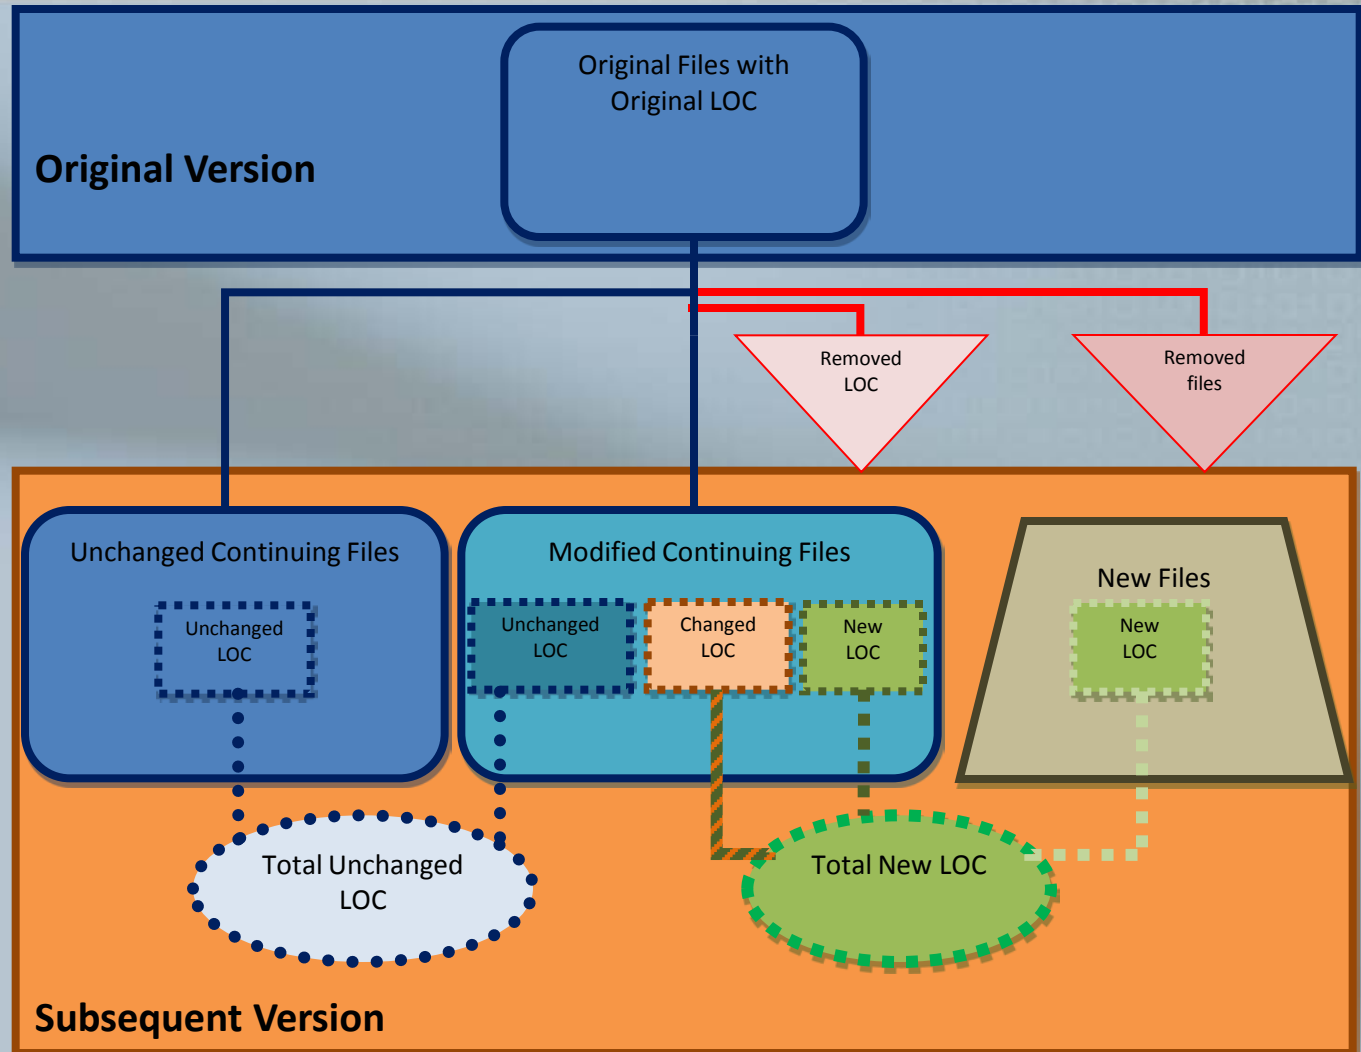 Original Files with
Original LOC
Original Version
Removed
LOC
Removed
files
Unchanged Continuing Files
Unchanged
LOC
Modified Continuing Files
Unchanged
LOC
Changed
LOC
New
LOC
New Files
New
LOC
Total Unchanged
LOC
Total New LOC
Subsequent Version